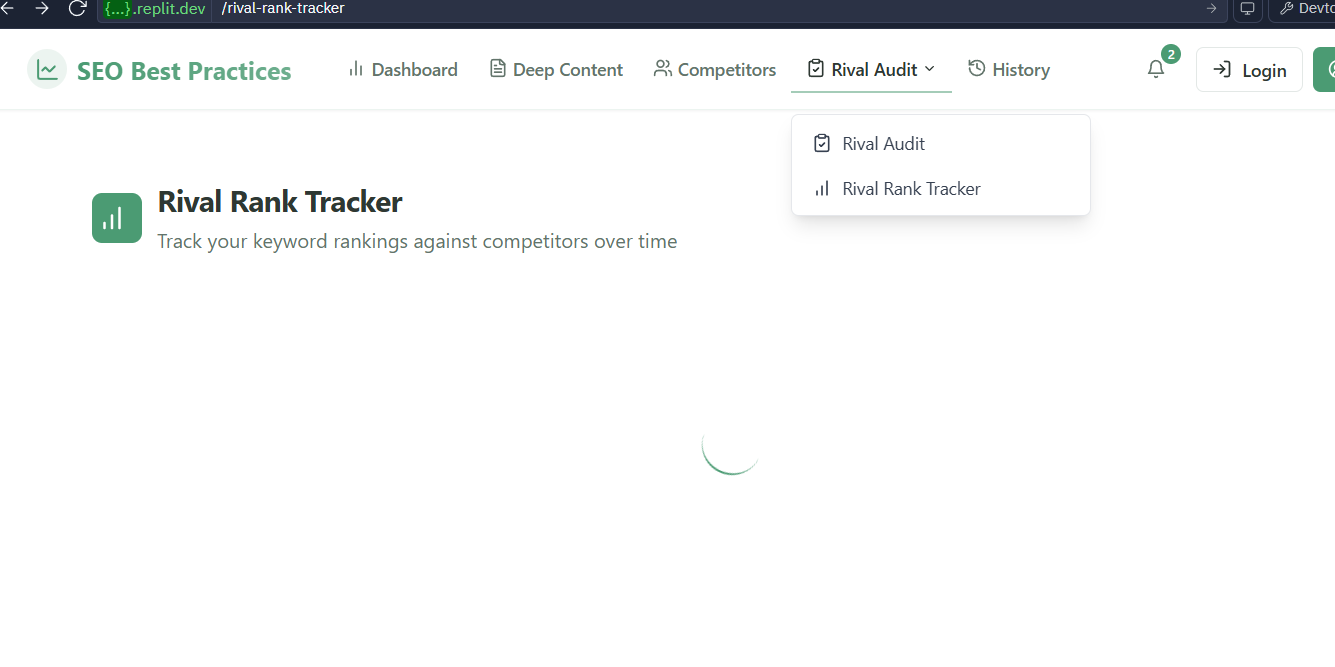 {...}.replit.dev /rival-rank-tracker
SEO Best Practices Dashboard Deep Content Competitors Rival Audit History 2 Login
Rival Audit
Rival Rank Tracker
Rival Rank Tracker
Track your keyword rankings against competitors over time